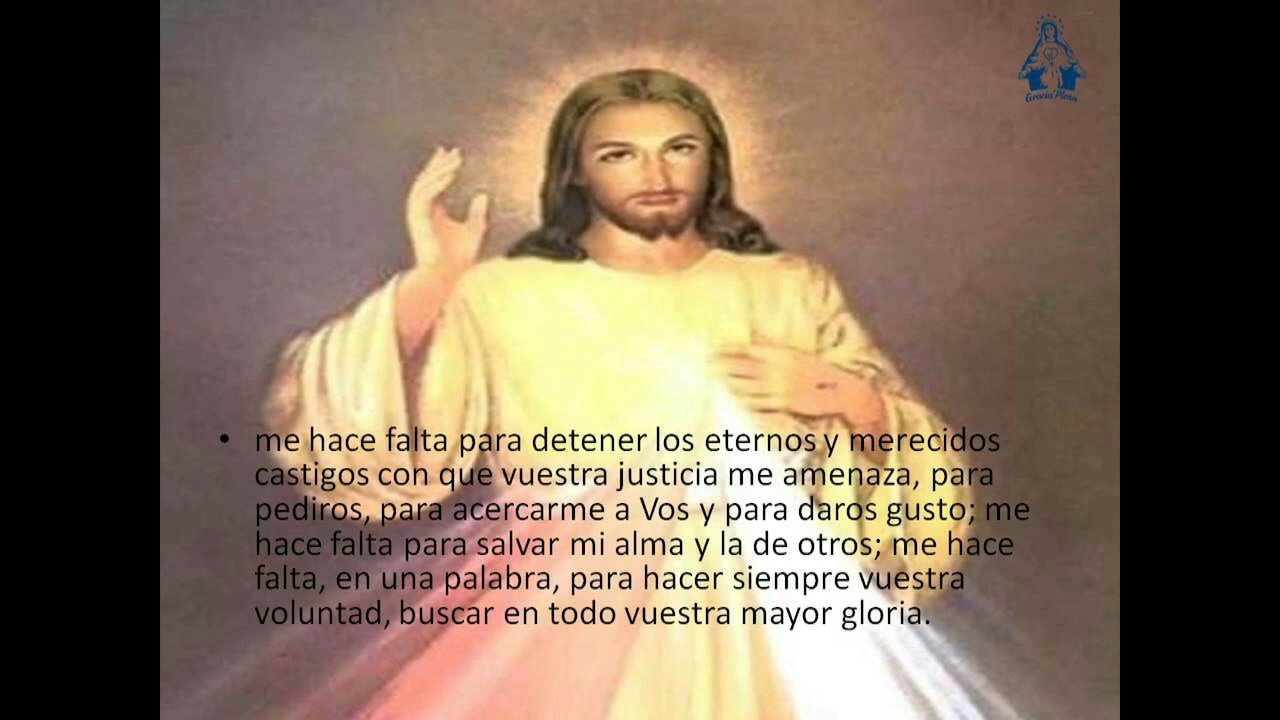 Gracia Plena
• me hace falta para detener los eternos y merecidos
castigos con que vuestra justicia me amenaza, para
pediros, para acercarme a Vos y para daros gusto; me
hace falta para salvar mi alma y la de otros; me hace
falta, en una palabra, para hacer siempre vuestra
voluntad, buscar en todo vuestra mayor gloria.